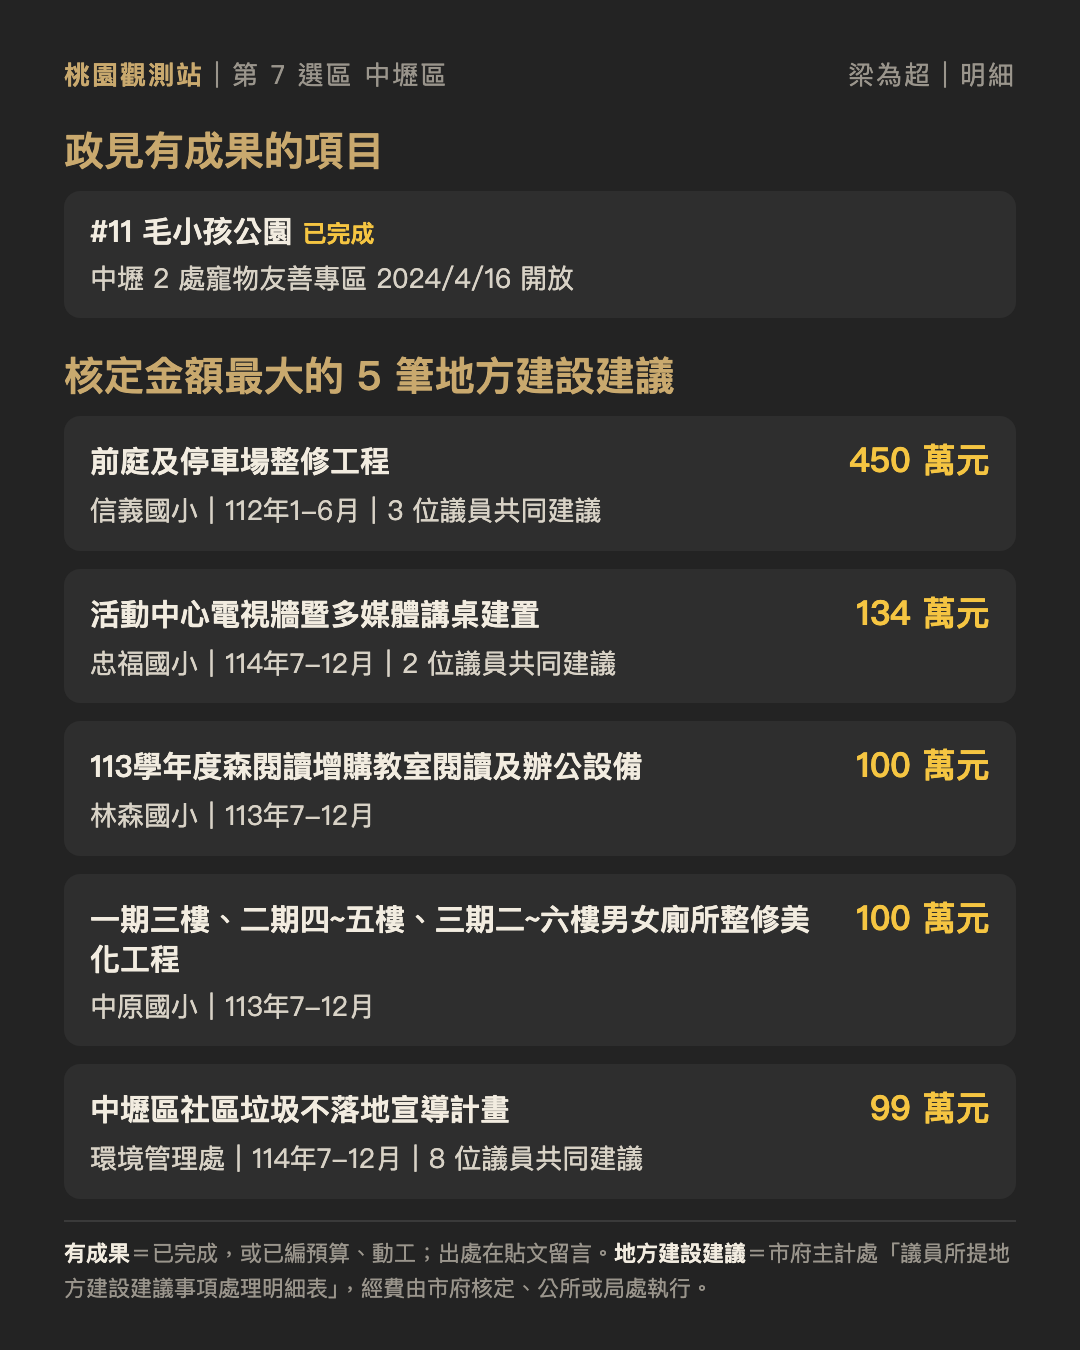 桃園觀測站｜第 7 選區 中壢區
梁為超｜明細
政見有成果的項目
#11 毛小孩公園 已完成
中壢 2 處寵物友善專區 2024/4/16 開放
核定金額最大的 5 筆地方建設建議
前庭及停車場整修工程
450 萬元
信義國小｜112年1–6月｜3 位議員共同建議
活動中心電視牆暨多媒體講桌建置
134 萬元
忠福國小｜114年7–12月｜2 位議員共同建議
113學年度森閱讀增購教室閱讀及辦公設備
100 萬元
林森國小｜113年7–12月
一期三樓、二期四~五樓、三期二~六樓男女廁所整修美
化工程
100 萬元
中原國小｜113年7–12月
中壢區社區垃圾不落地宣導計畫
99 萬元
環境管理處｜114年7–12月｜8 位議員共同建議
有成果＝已完成，或已編預算、動工；出處在貼文留言。地方建設建議＝市府主計處「議員所提地
方建設建議事項處理明細表」，經費由市府核定、公所或局處執行。